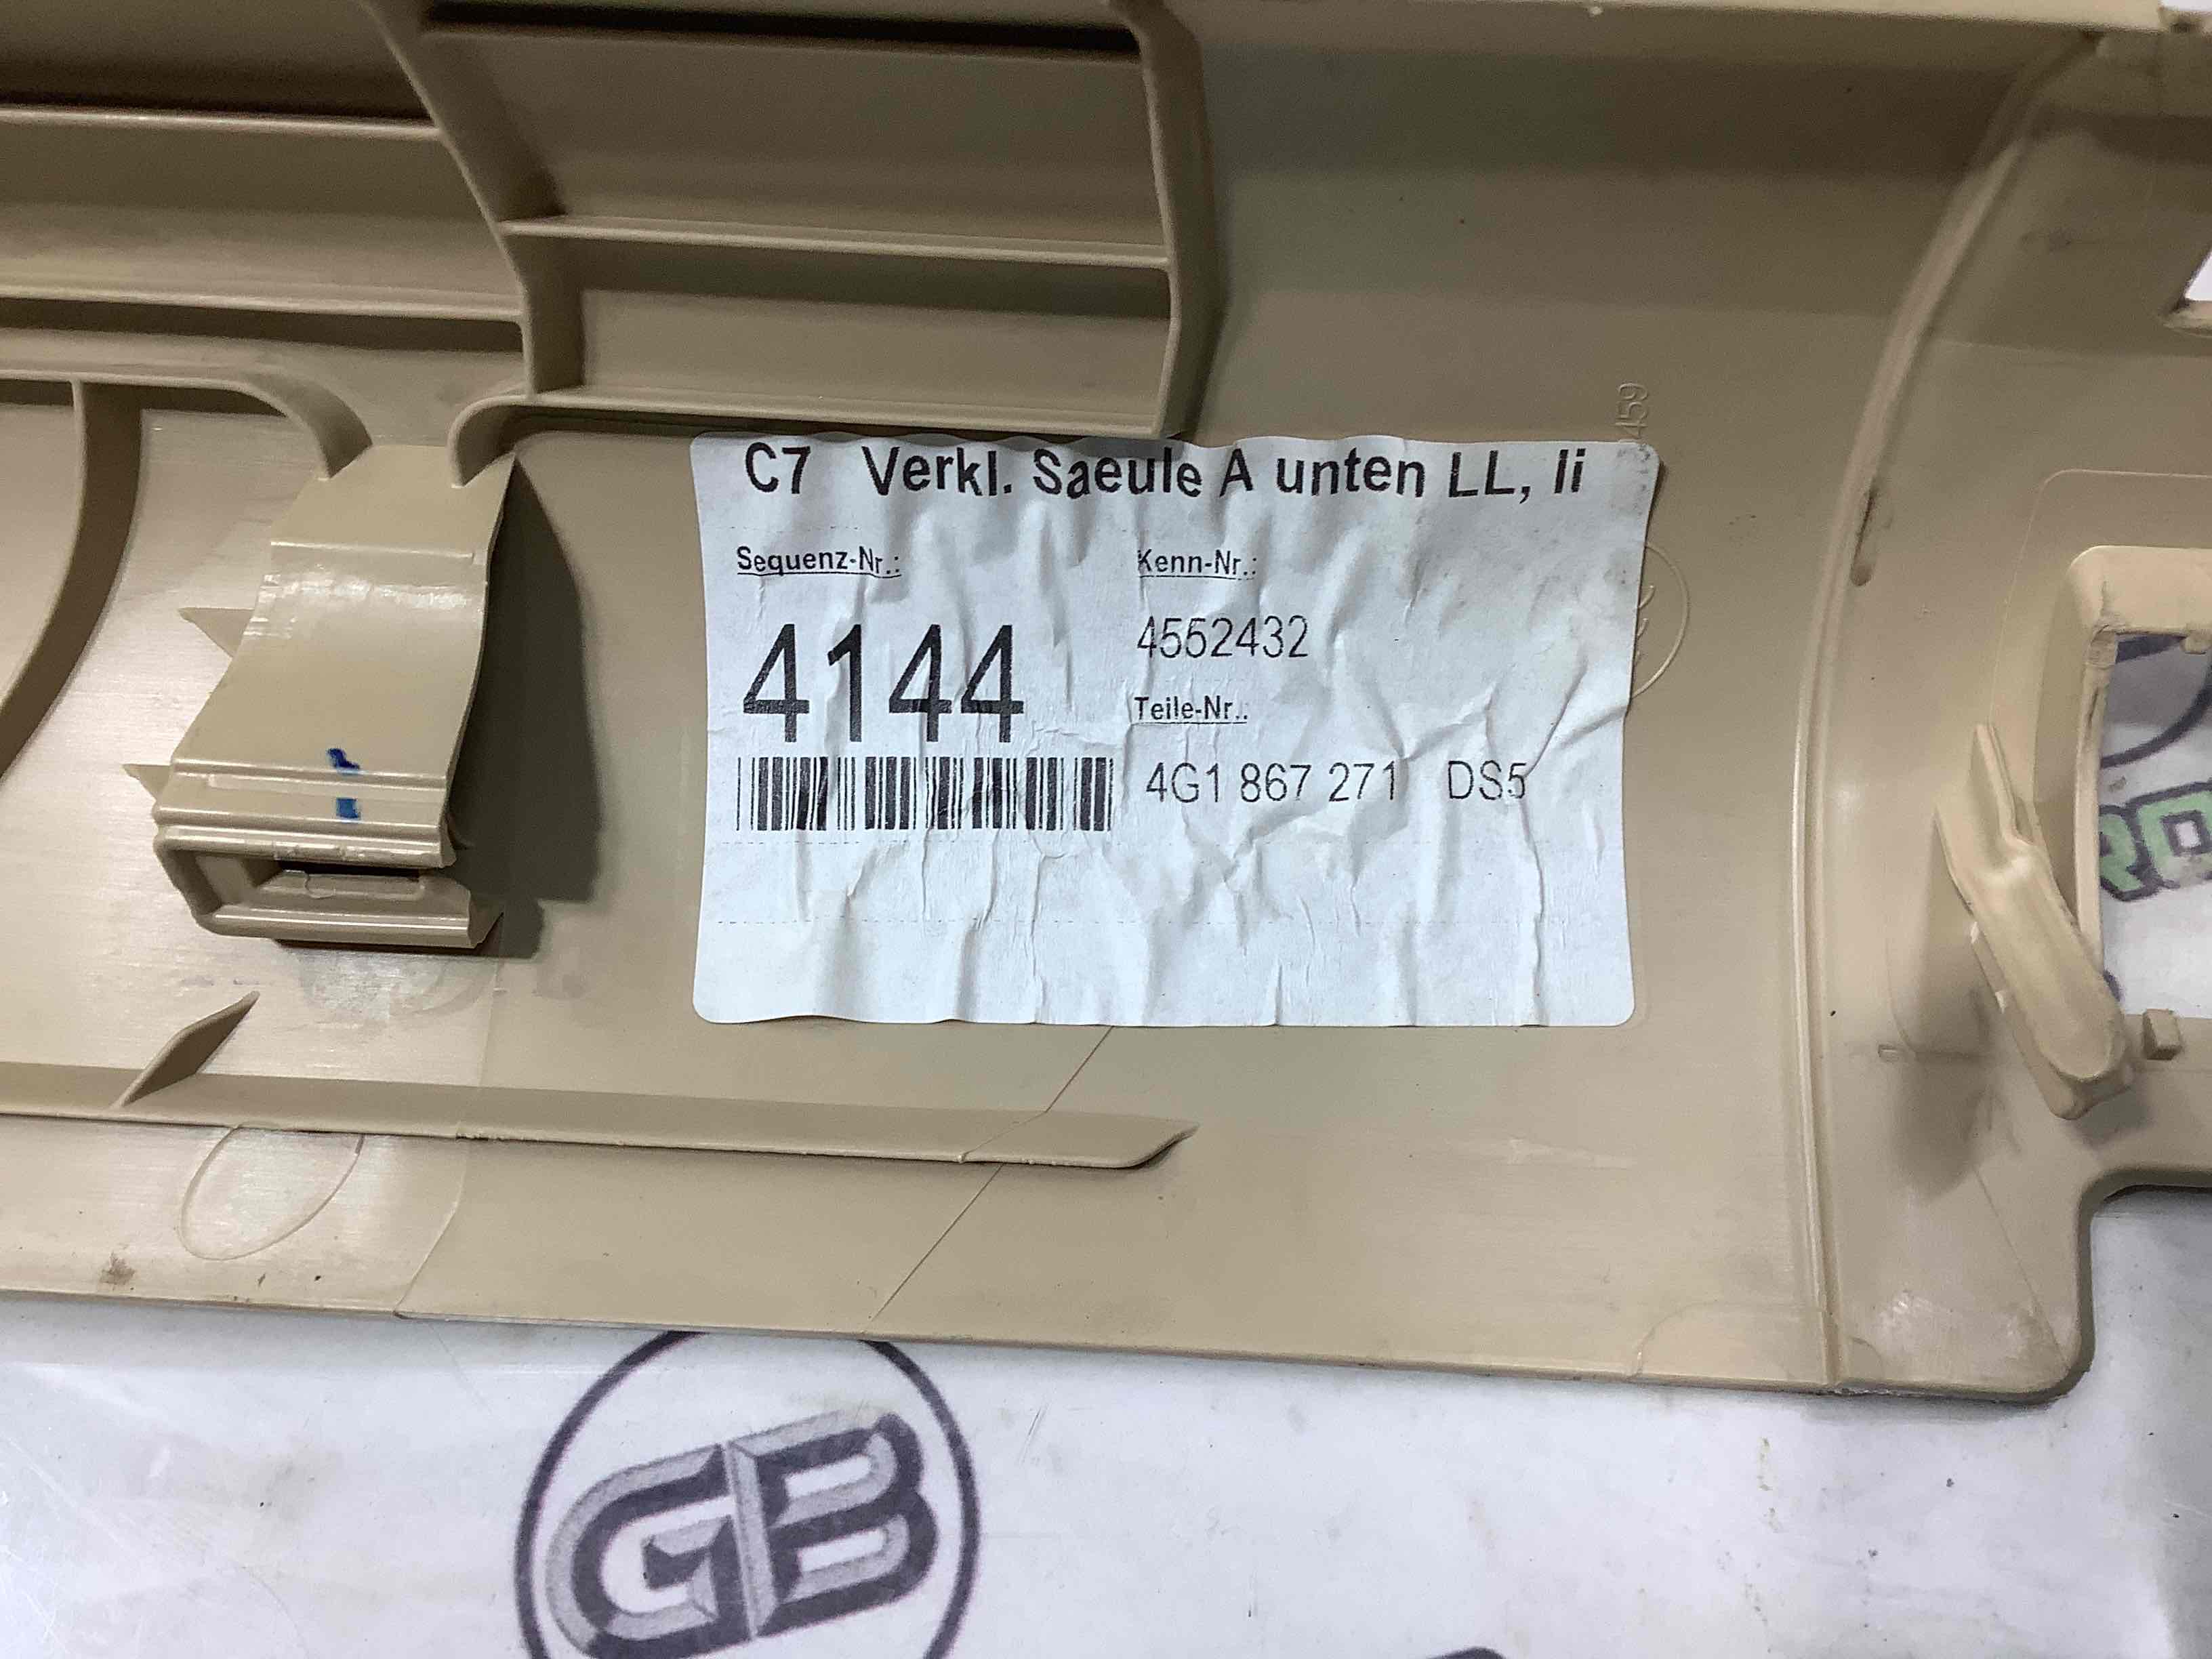 C7 Verkl. Saeule A unten LL, li
Sequenz-Nr.:
Kenn-Nr.:
4144
4552432
Teile-Nr.:
4G1 867 271 DS5
GB